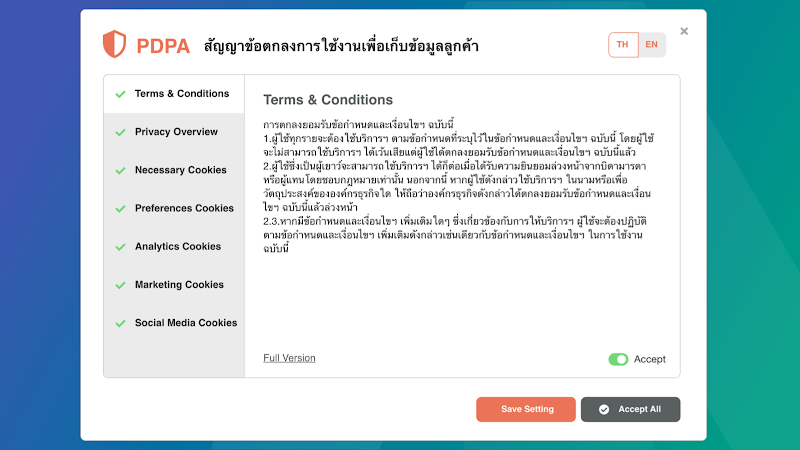 PDPA สัญญาข้อตกลงการใช้งานเพื่อเก็บข้อมูลลูกค้า
TH EN
×
Terms & Conditions
Privacy Overview
Necessary Cookies
Preferences Cookies
Analytics Cookies
Marketing Cookies
Social Media Cookies
Terms & Conditions
การตกลงยอมรับข้อกำหนดและเงื่อนไขฯ ฉบับนี้
1.ผู้ใช้ทุกรายจะต้องใช้บริการฯ ตามข้อกำหนดที่ระบุไว้ในข้อกำหนดและเงื่อนไขฯ ฉบับนี้ โดยผู้ใช้
จะไม่สามารถใช้บริการฯ ได้เว้นเสียแต่ผู้ใช้ได้ตกลงยอมรับข้อกำหนดและเงื่อนไขฯ ฉบับนี้แล้ว
2.ผู้ใช้ซึ่งเป็นผู้เยาว์จะสามารถใช้บริการฯ ได้ก็ต่อเมื่อได้รับความยินยอมล่วงหน้าจากบิดามารดา
หรือผู้แทนโดยชอบกฎหมายเท่านั้น นอกจากนี้ หากผู้ใช้ดังกล่าวใช้บริการฯ ในนามหรือเพื่อ
วัตถุประสงค์ขององค์กรธุรกิจใด ให้ถือว่าองค์กรธุรกิจดังกล่าวได้ตกลงยอมรับข้อกำหนดและเงื่อน
ไขฯ ฉบับนี้แล้วล่วงหน้า
2.3.หากมีข้อกำหนดและเงื่อนไขฯ เพิ่มเติมใดๆ ซึ่งเกี่ยวข้องกับการให้บริการฯ ผู้ใช้จะต้องปฏิบัติ
ตามข้อกำหนดและเงื่อนไขฯ เพิ่มเติมดังกล่าวเช่นเดียวกับข้อกำหนดและเงื่อนไขฯ ในการใช้งาน
ฉบับนี้
Full Version
Accept
Save Setting
Accept All